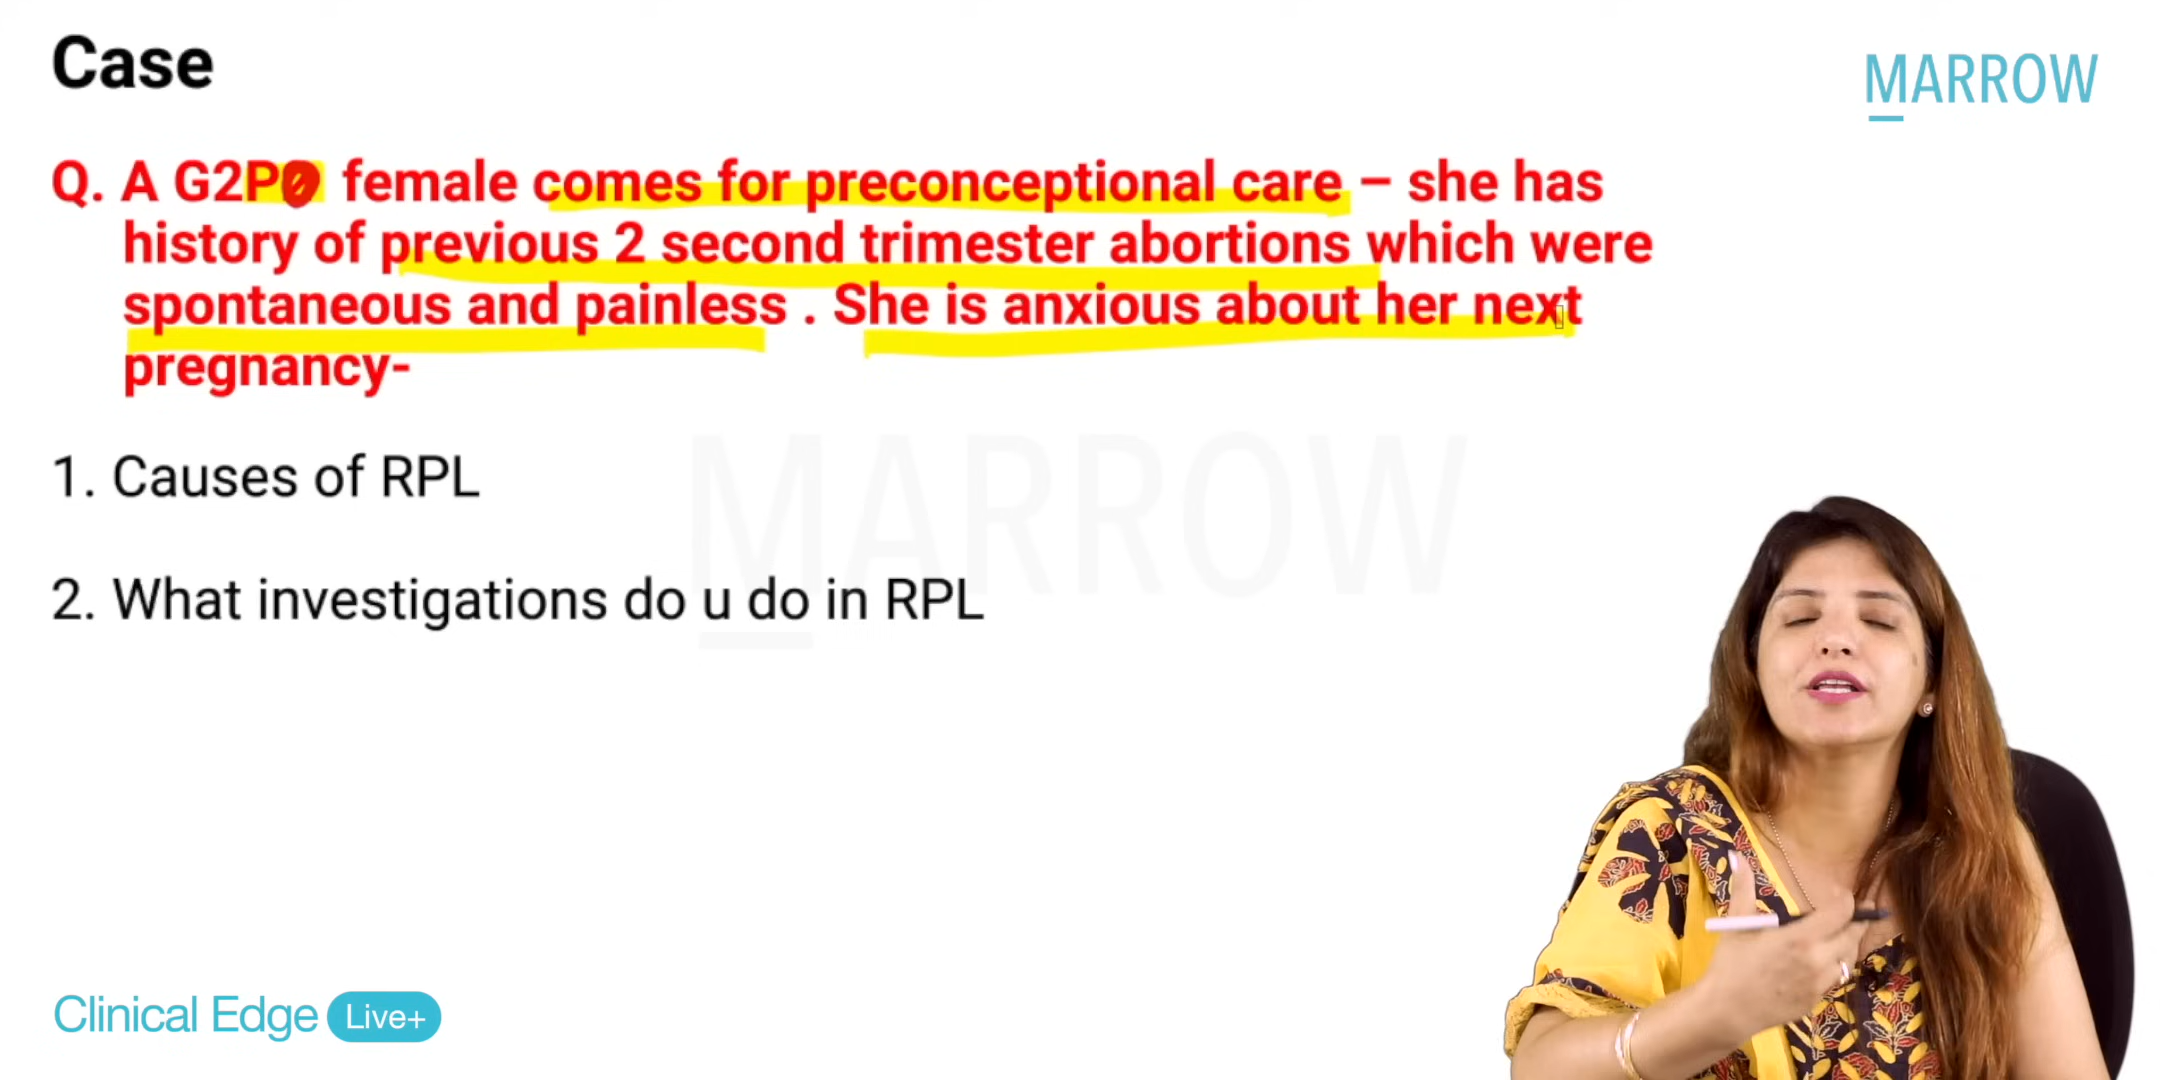 Case
MARROW
Q. A G2P0 female comes for preconceptional care – she has
history of previous 2 second trimester abortions which were
spontaneous and painless . She is anxious about her next
pregnancy-
MARROW
1. Causes of RPL
2. What investigations do u do in RPL
Clinical Edge Live+